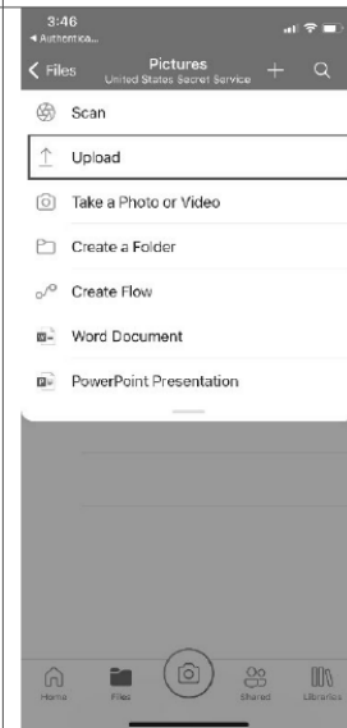 3:46
◀ Authentica...
Files
Pictures
United States Secret Service
Scan
Upload
Take a Photo or Video
Create a Folder
Create Flow
Word Document
PowerPoint Presentation
Home
Files
Shared
Libraries